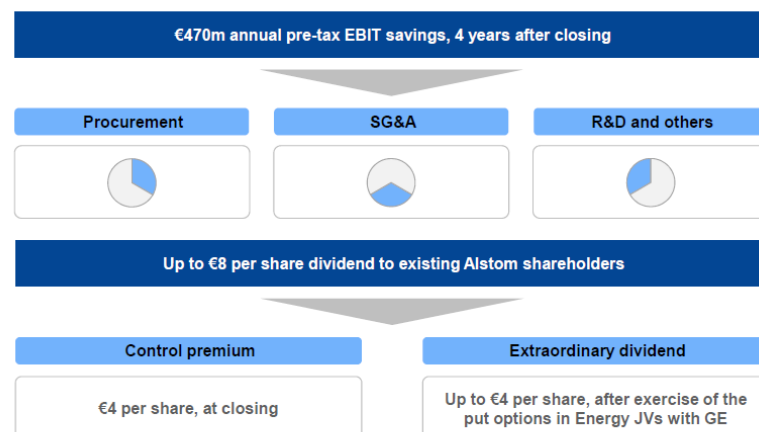 €470m annual pre-tax EBIT savings, 4 years after closing
Procurement
SG&A
R&D and others
Up to €8 per share dividend to existing Alstom shareholders
Control premium
Extraordinary dividend
€4 per share, at closing
Up to €4 per share, after exercise of the
put options in Energy JVs with GE